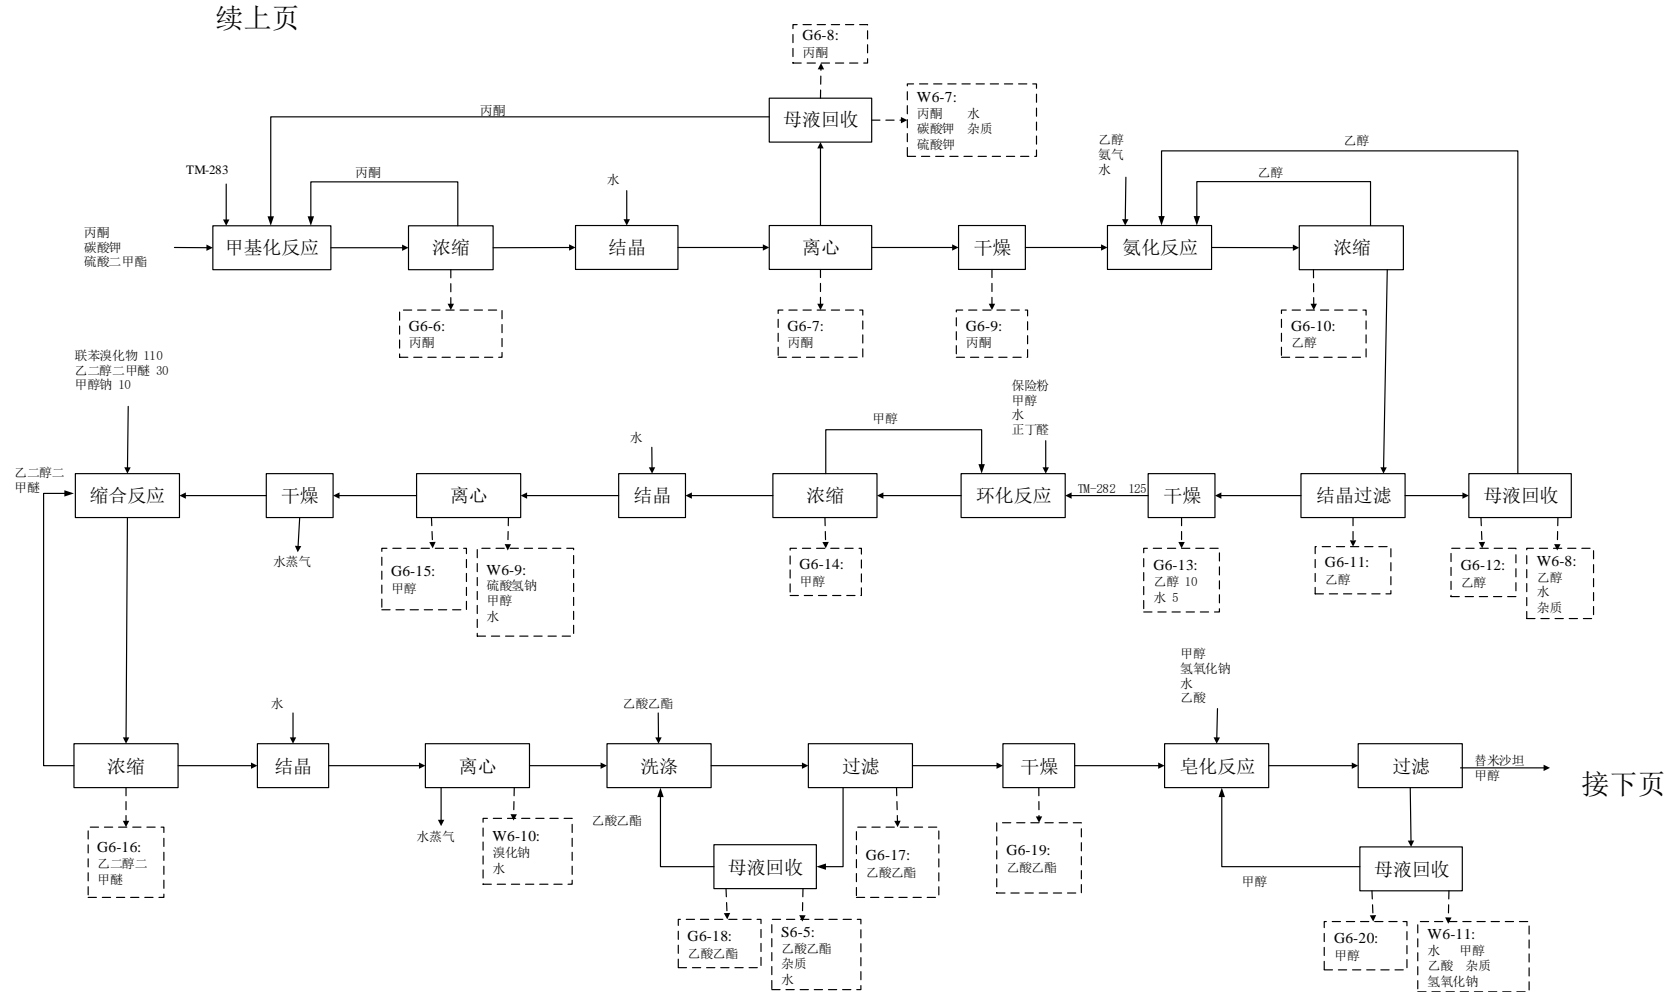 续上页
G6-8:
丙酮
母液回收
W6-7:
丙酮 水
碳酸钾 杂质
硫酸钾
丙酮
乙醇
氨气
水
乙醇
TM-283
丙酮
水
乙醇
丙酮
碳酸钾
硫酸二甲酯
甲基化反应
浓缩
结晶
离心
干燥
氨化反应
浓缩
G6-6:
丙酮
G6-7:
丙酮
G6-9:
丙酮
G6-10:
乙醇
联苯溴化物 110
乙二醇二甲醚 30
甲醇钠 10
保险粉
甲醇
水
正丁醛
甲醇
水
乙二醇二
甲醚
缩合反应
干燥
离心
结晶
浓缩
环化反应
TM-282 125
干燥
结晶过滤
母液回收
水蒸气
G6-15:
甲醇
W6-9:
硫酸氢钠
甲醇
水
G6-14:
甲醇
G6-13:
乙醇 10
水 5
G6-11:
乙醇
G6-12:
乙醇
W6-8:
乙醇
水
杂质
甲醇
氢氧化钠
水
乙酸
水
乙酸乙酯
浓缩
结晶
离心
洗涤
过滤
干燥
皂化反应
过滤
替米沙坦
甲醇
接下页
G6-16:
乙二醇二
甲醚
水蒸气
W6-10:
溴化钠
水
乙酸乙酯
母液回收
G6-17:
乙酸乙酯
G6-19:
乙酸乙酯
甲醇
母液回收
G6-18:
乙酸乙酯
S6-5:
乙酸乙酯
杂质
水
G6-20:
甲醇
W6-11:
水 甲醇
乙酸 杂质
氢氧化钠